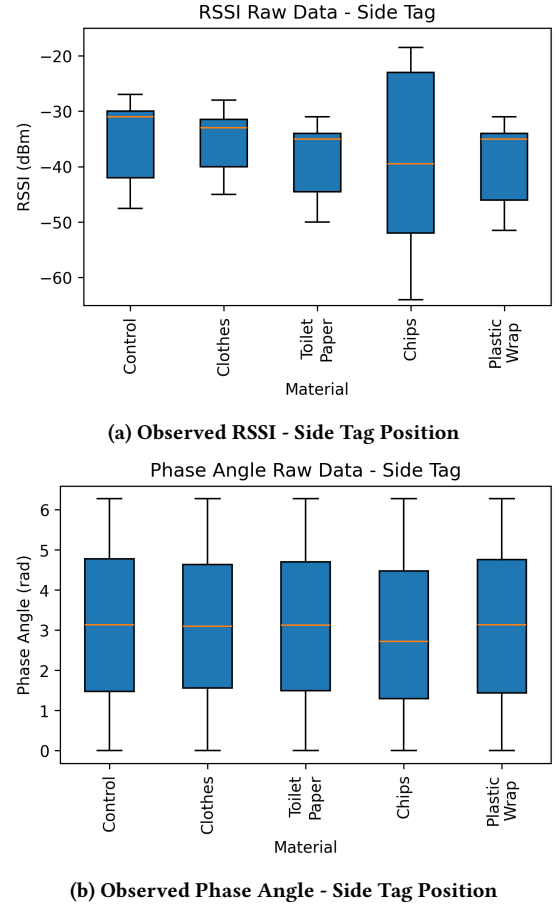 RSSI Raw Data - Side Tag
−20
−30
−40
−50
−60
RSSI (dBm)
Control
Clothes
Toilet
Paper
Chips
Plastic
Wrap
Material
(a) Observed RSSI - Side Tag Position
Phase Angle Raw Data - Side Tag
6
5
4
3
2
1
0
Phase Angle (rad)
Control
Clothes
Toilet
Paper
Chips
Plastic
Wrap
Material
(b) Observed Phase Angle - Side Tag Position